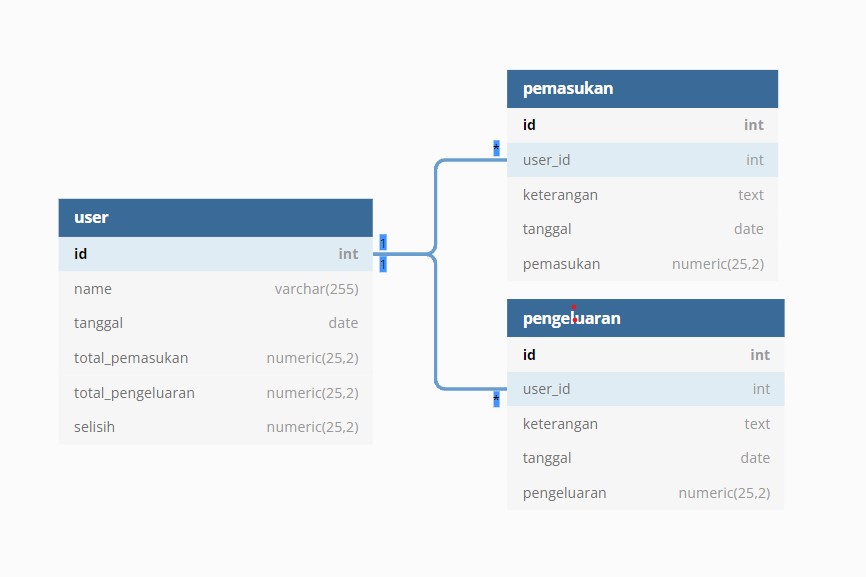 user
id int
name varchar(255)
tanggal date
total_pemasukan numeric(25,2)
total_pengeluaran numeric(25,2)
selisih numeric(25,2)
1
1
*
*
pemasukan
id int
user_id int
keterangan text
tanggal date
pemasukan numeric(25,2)
pengeluaran
id int
user_id int
keterangan text
tanggal date
pengeluaran numeric(25,2)